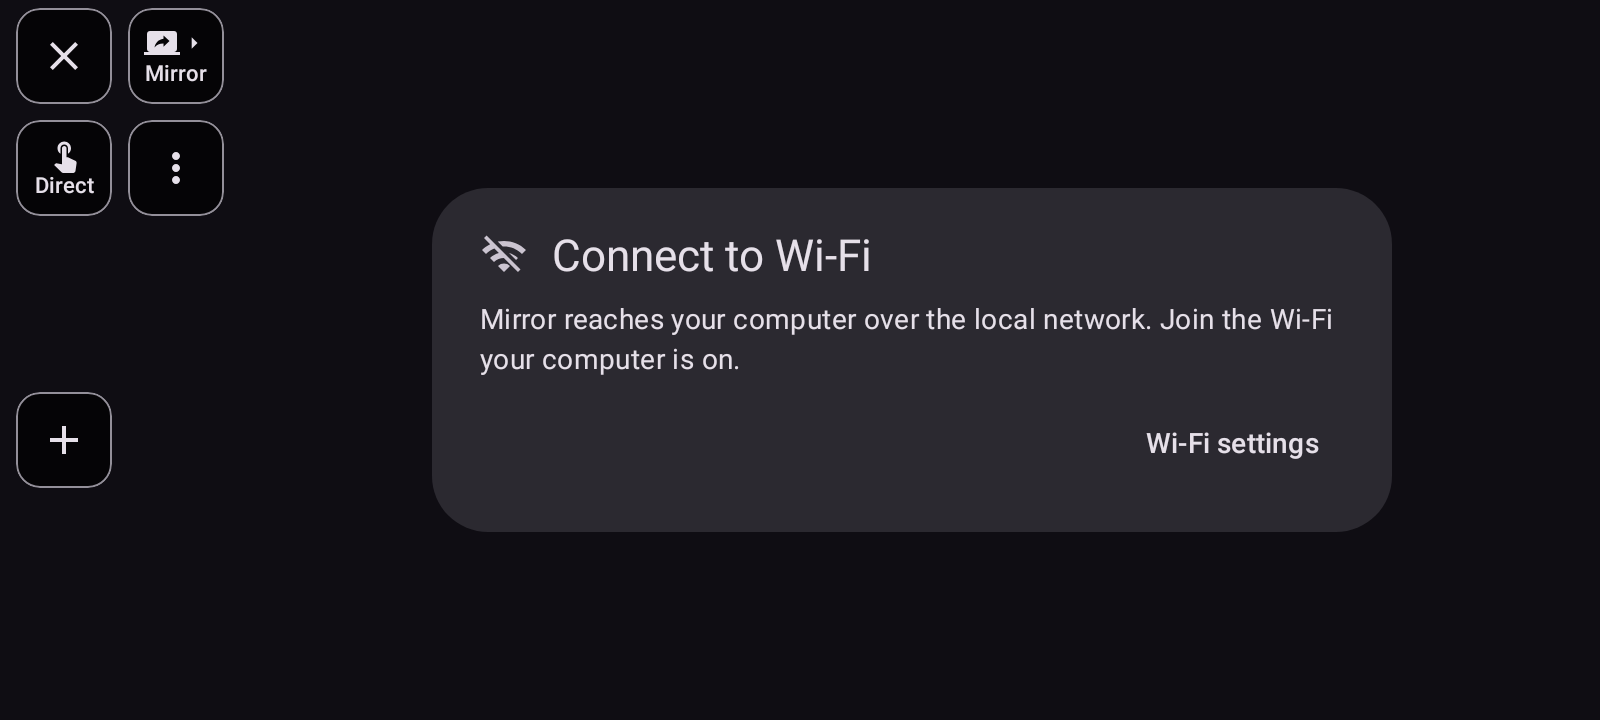 Mirror
Direct
Connect to Wi-Fi
Mirror reaches your computer over the local network. Join the Wi-Fi
your computer is on.
Wi-Fi settings